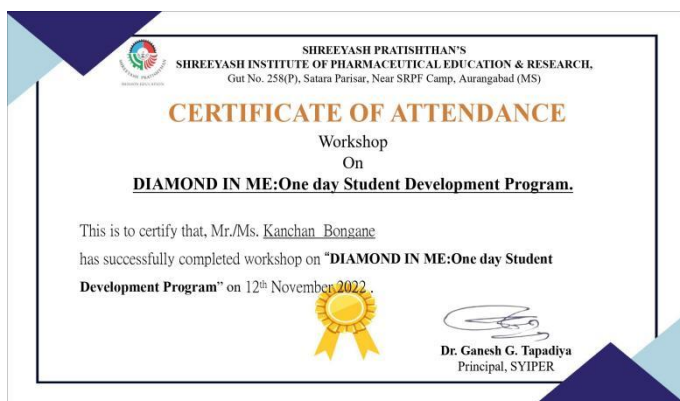 SHREEYASH PRATISHTHAN'S
SHREEYASH INSTITUTE OF PHARMACEUTICAL EDUCATION & RESEARCH,
Gut No. 258(P), Satara Parisar, Near SRPF Camp, Aurangabad (MS)
SHREEYASH PRATISHTHAN
CERTIFICATE OF ATTENDANCE
Workshop
On
DIAMOND IN ME:One day Student Development Program.
This is to certify that, Mr./Ms. Kanchan Bongane
has successfully completed workshop on "DIAMOND IN ME:One day Student
Development Program" on 12th November 2022 .
Dr. Ganesh G. Tapadiya
Principal, SYIPER